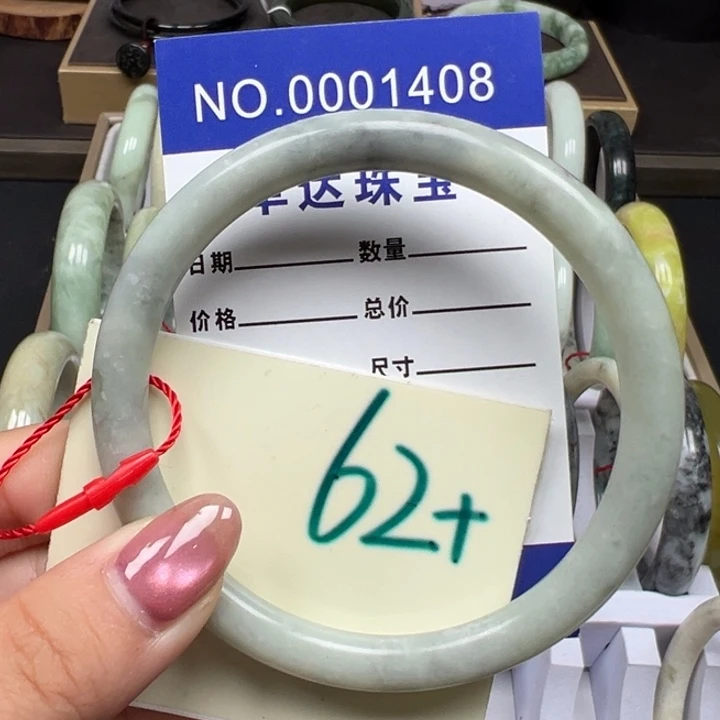 NO.0001408
达珠宝
日期 数量
价格 总价
尺寸
62+